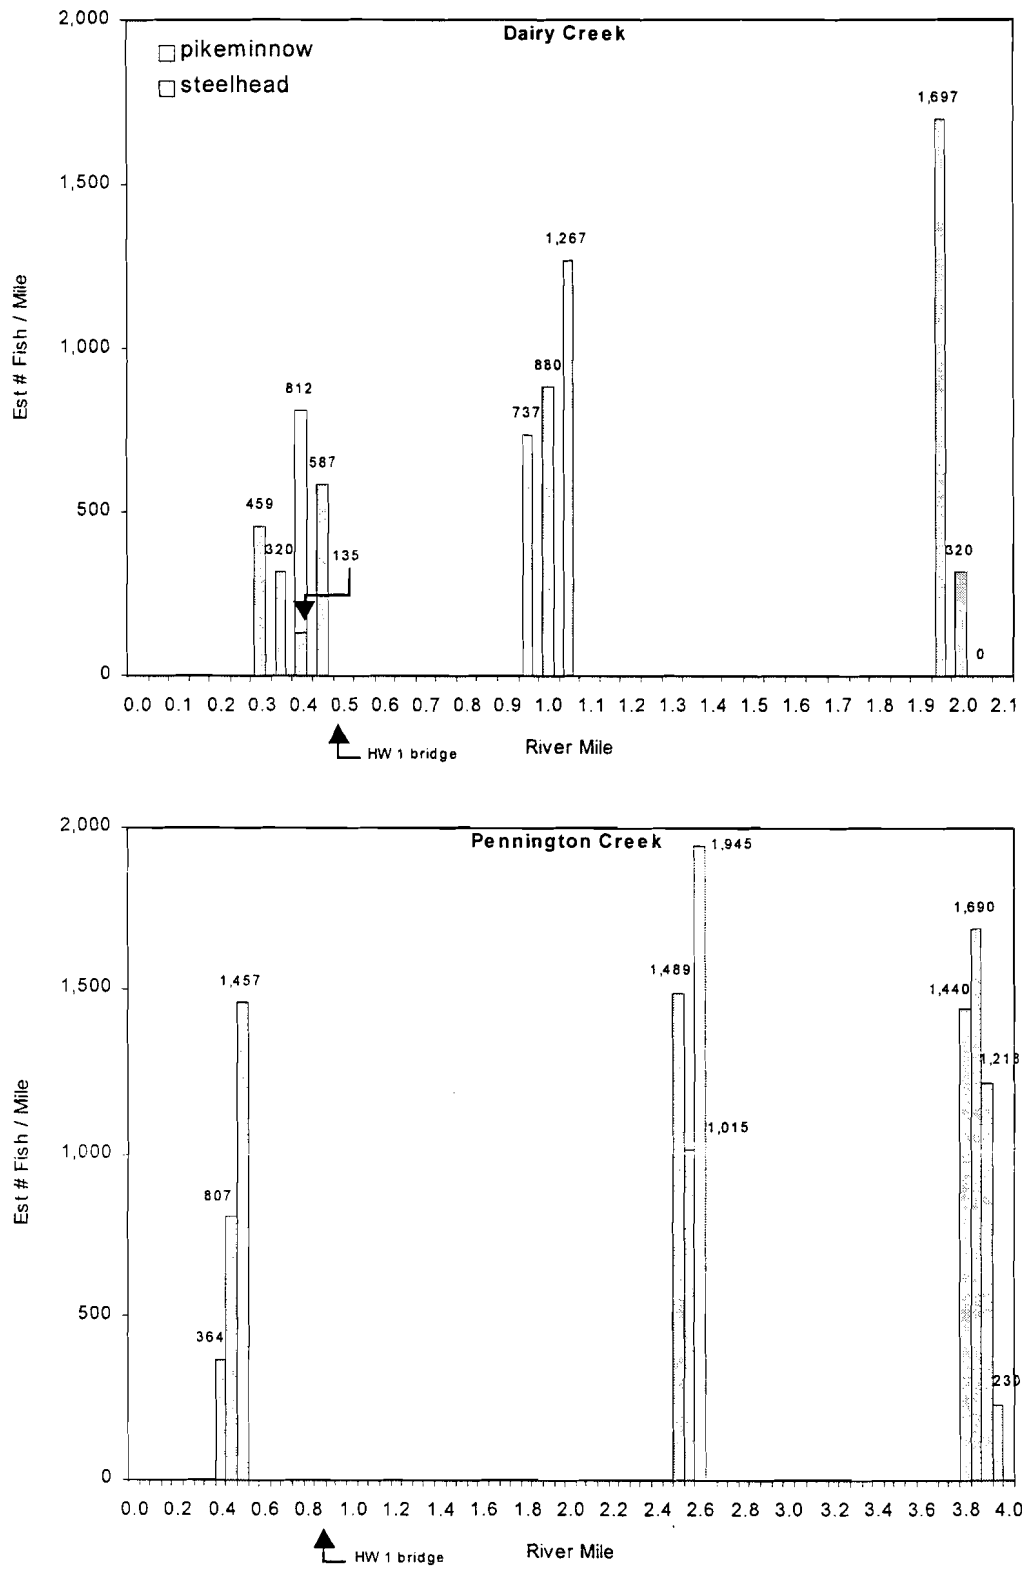 Dairy Creek
pikeminnow
steelhead
2,000
1,500
1,000
500
0
Est # Fish / Mile
459
320
812
587
135
737
880
1,267
1,697
320
0
0.0 0.1 0.2 0.3 0.4 0.5 0.6 0.7 0.8 0.9 1.0 1.1 1.2 1.3 1.4 1.5 1.6 1.7 1.8 1.9 2.0 2.1
HW 1 bridge
River Mile
Pennington Creek
2,000
1,500
1,000
500
0
Est # Fish / Mile
364
807
1,457
1,489
1,015
1,945
1,440
1,690
1,218
230
0.0 0.2 0.4 0.6 0.8 1.0 1.2 1.4 1.6 1.8 2.0 2.2 2.4 2.6 2.8 3.0 3.2 3.4 3.6 3.8 4.0
HW 1 bridge
River Mile